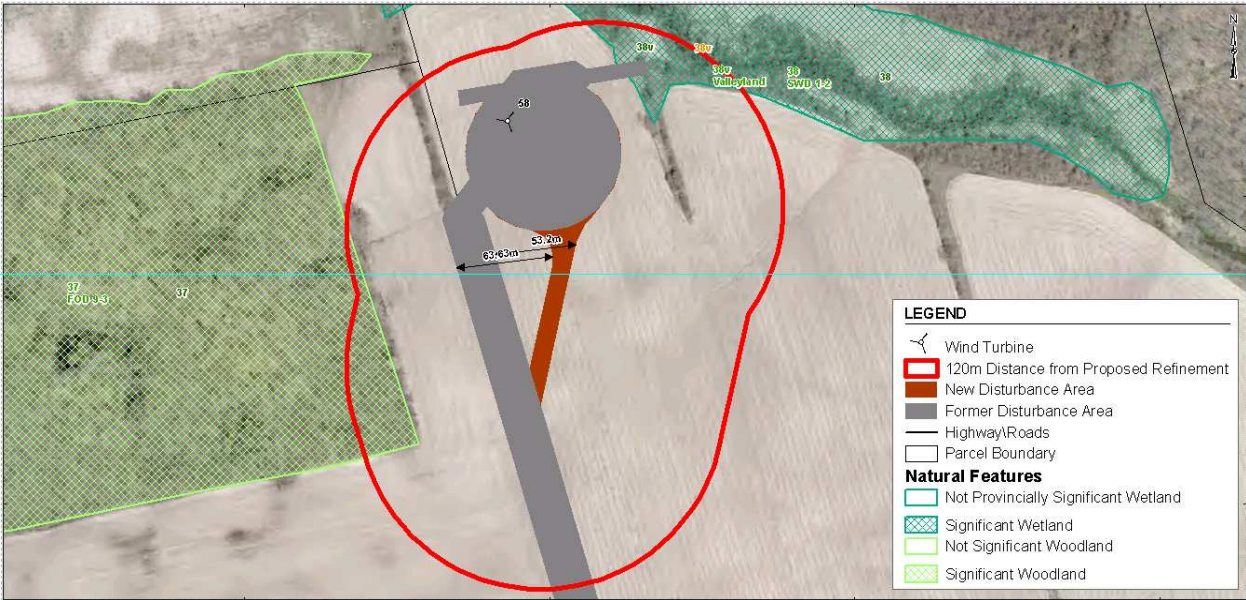 N
38v
38v
38v
Valleyland
38
SWD 1-2
38
58
53.2m
63.63m
37
FOD 9-3
37
LEGEND
Wind Turbine
120m Distance from Proposed Refinement
New Disturbance Area
Former Disturbance Area
Highway\Roads
Parcel Boundary
Natural Features
Not Provincially Significant Wetland
Significant Wetland
Not Significant Woodland
Significant Woodland